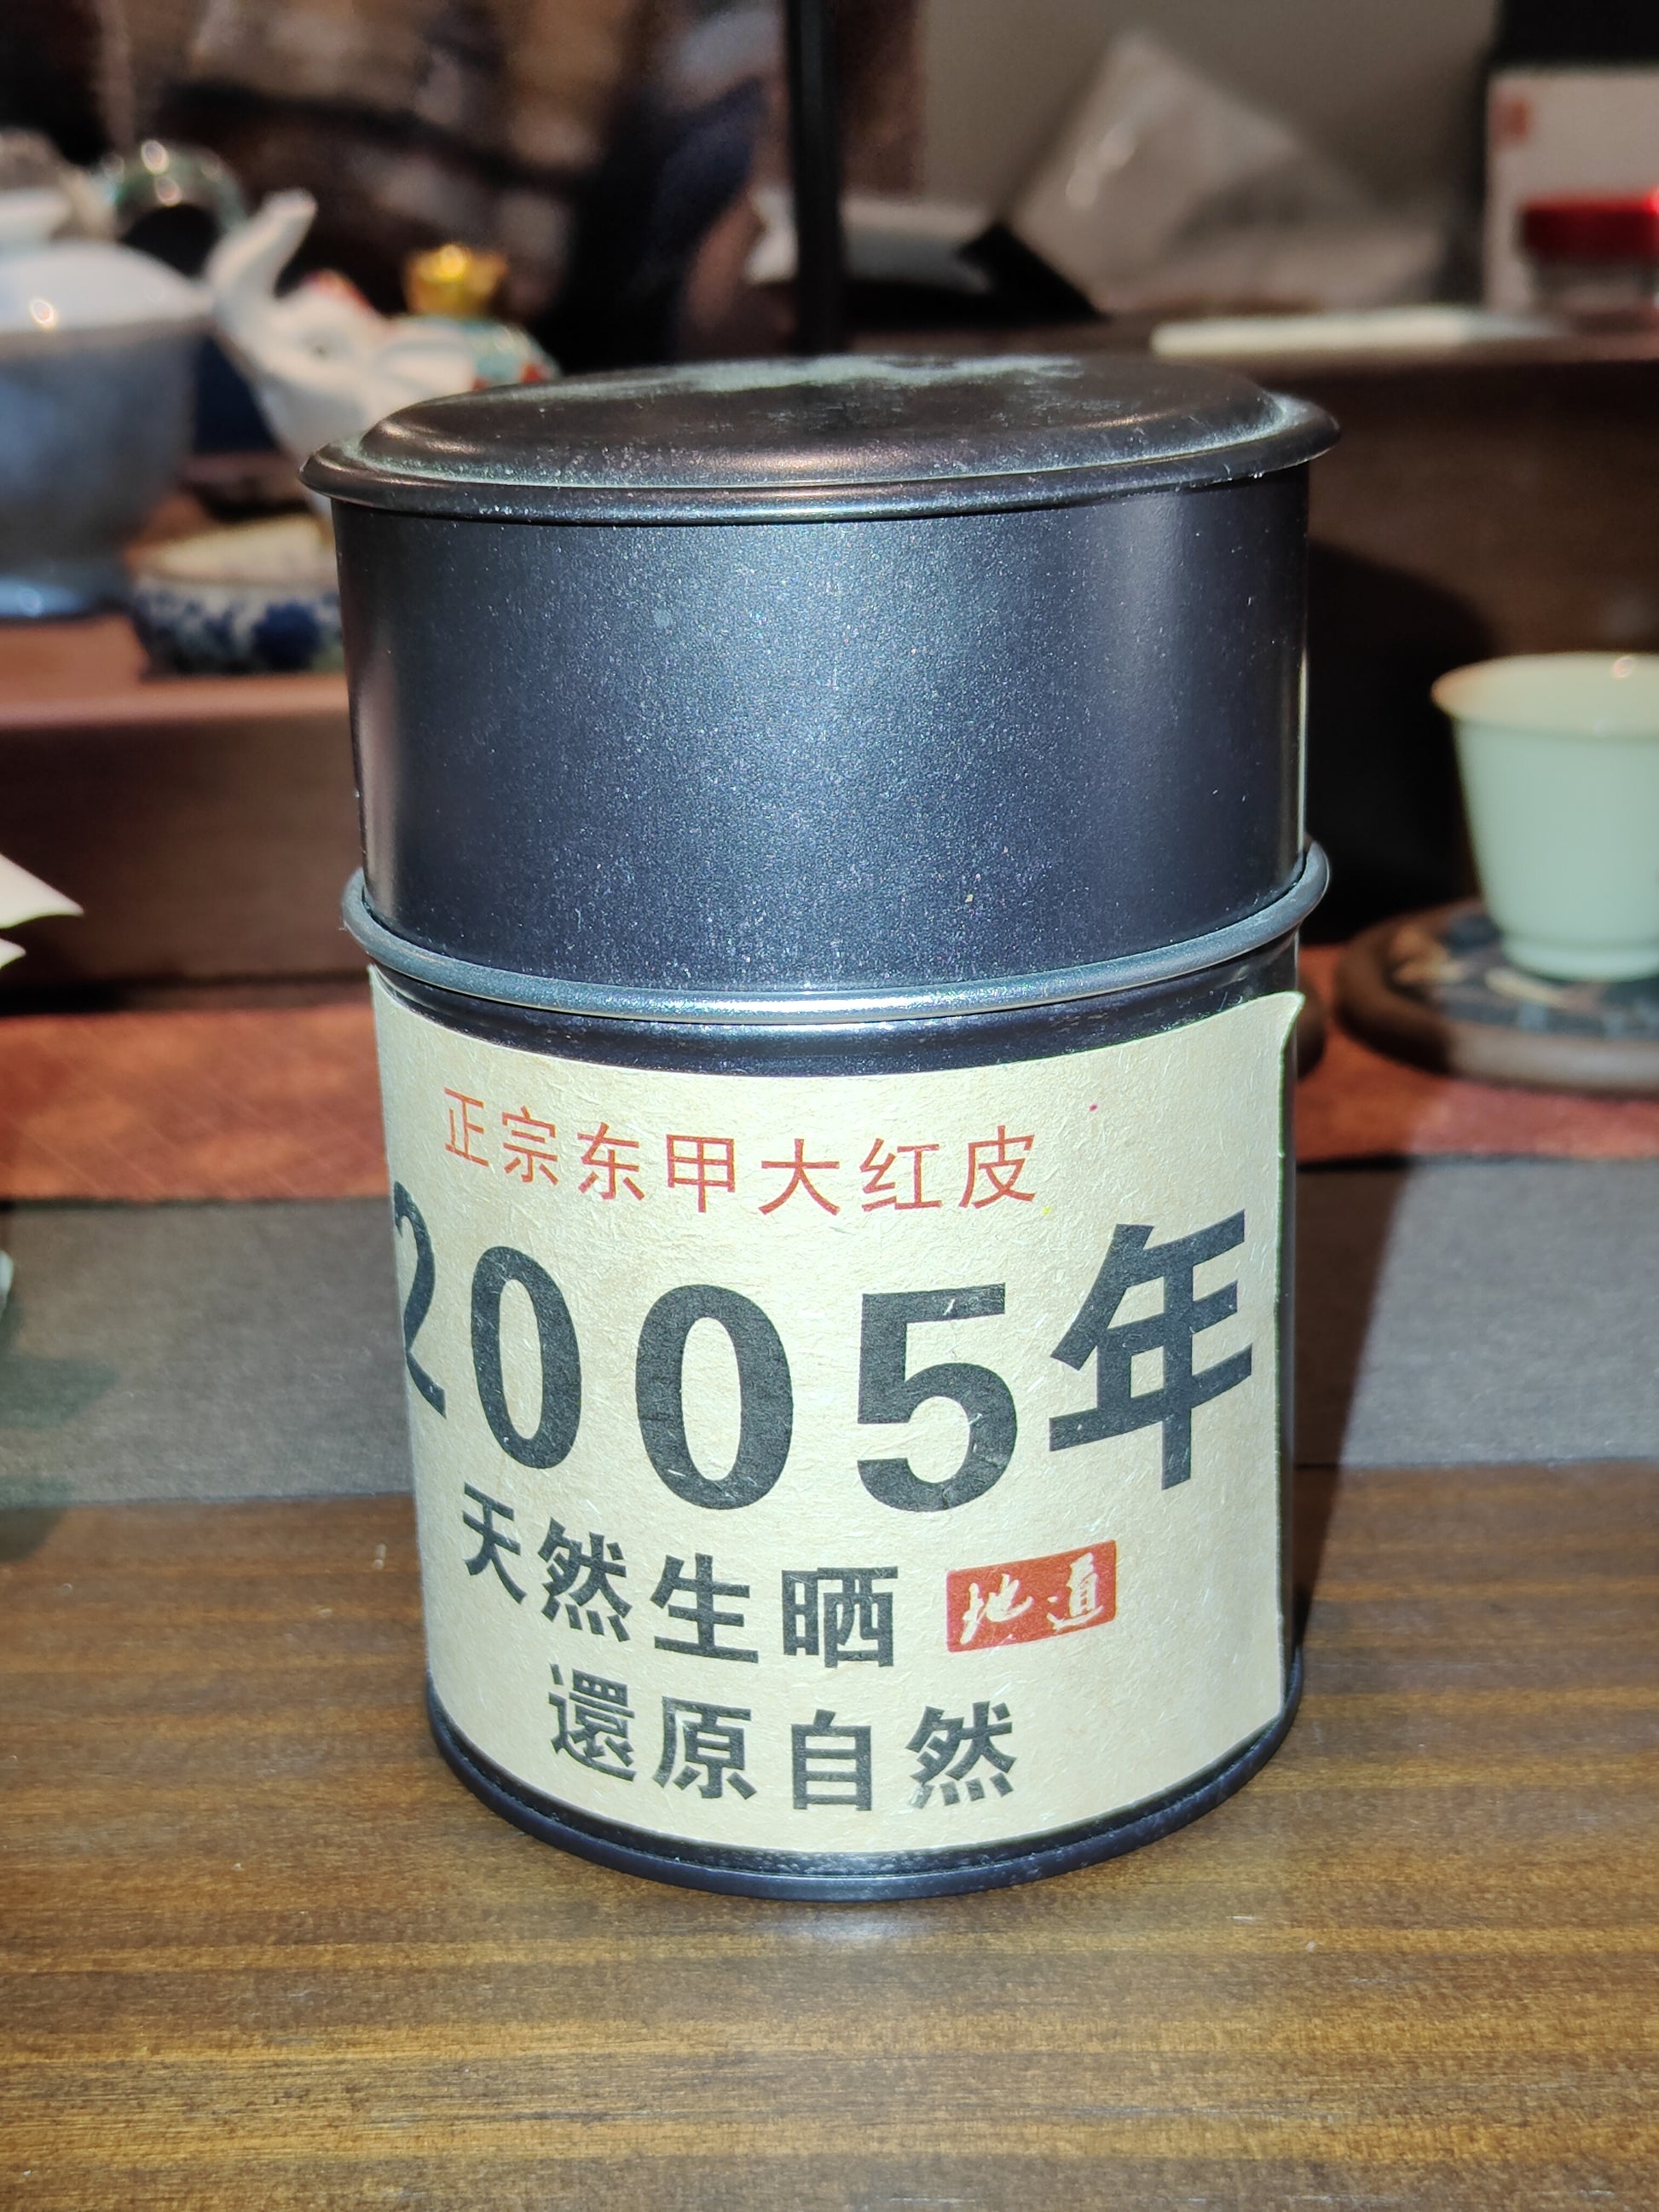 正宗东甲大红皮
2005年
天然生晒 地道
還原自然